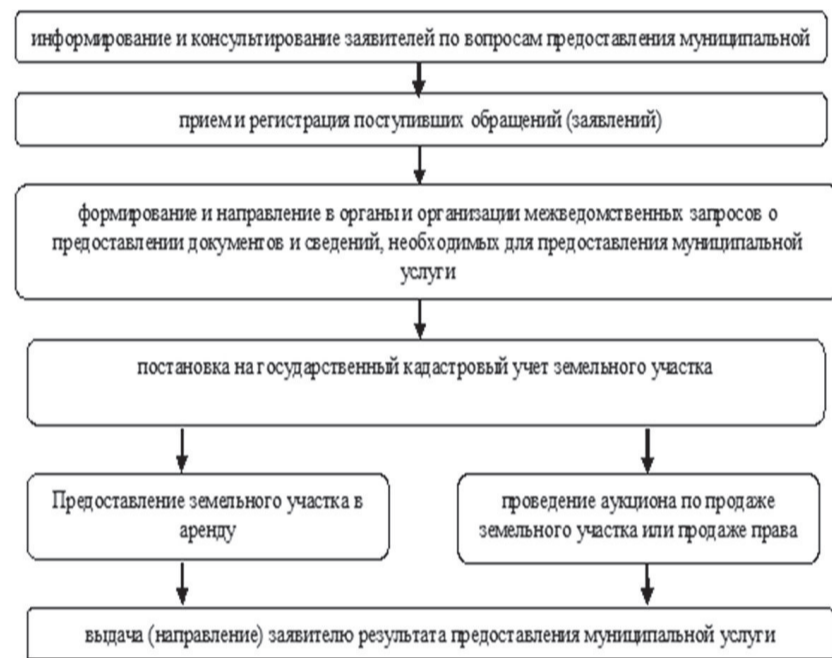 информирование и консультирование заявителей по вопросам предоставления муниципальной
прием и регистрация поступивших обращений (заявлений)
формирование и направление в органы и организации межведомственных запросов о
предоставлении документов и сведений, необходимых для предоставления муниципальной
услуги
постановка на государственный кадастровый учет земельного участка
Предоставление земельного участка в
аренду
проведение аукциона по продаже
земельного участка или продаже права
выдача (направление) заявителю результата предоставления муниципальной услуги